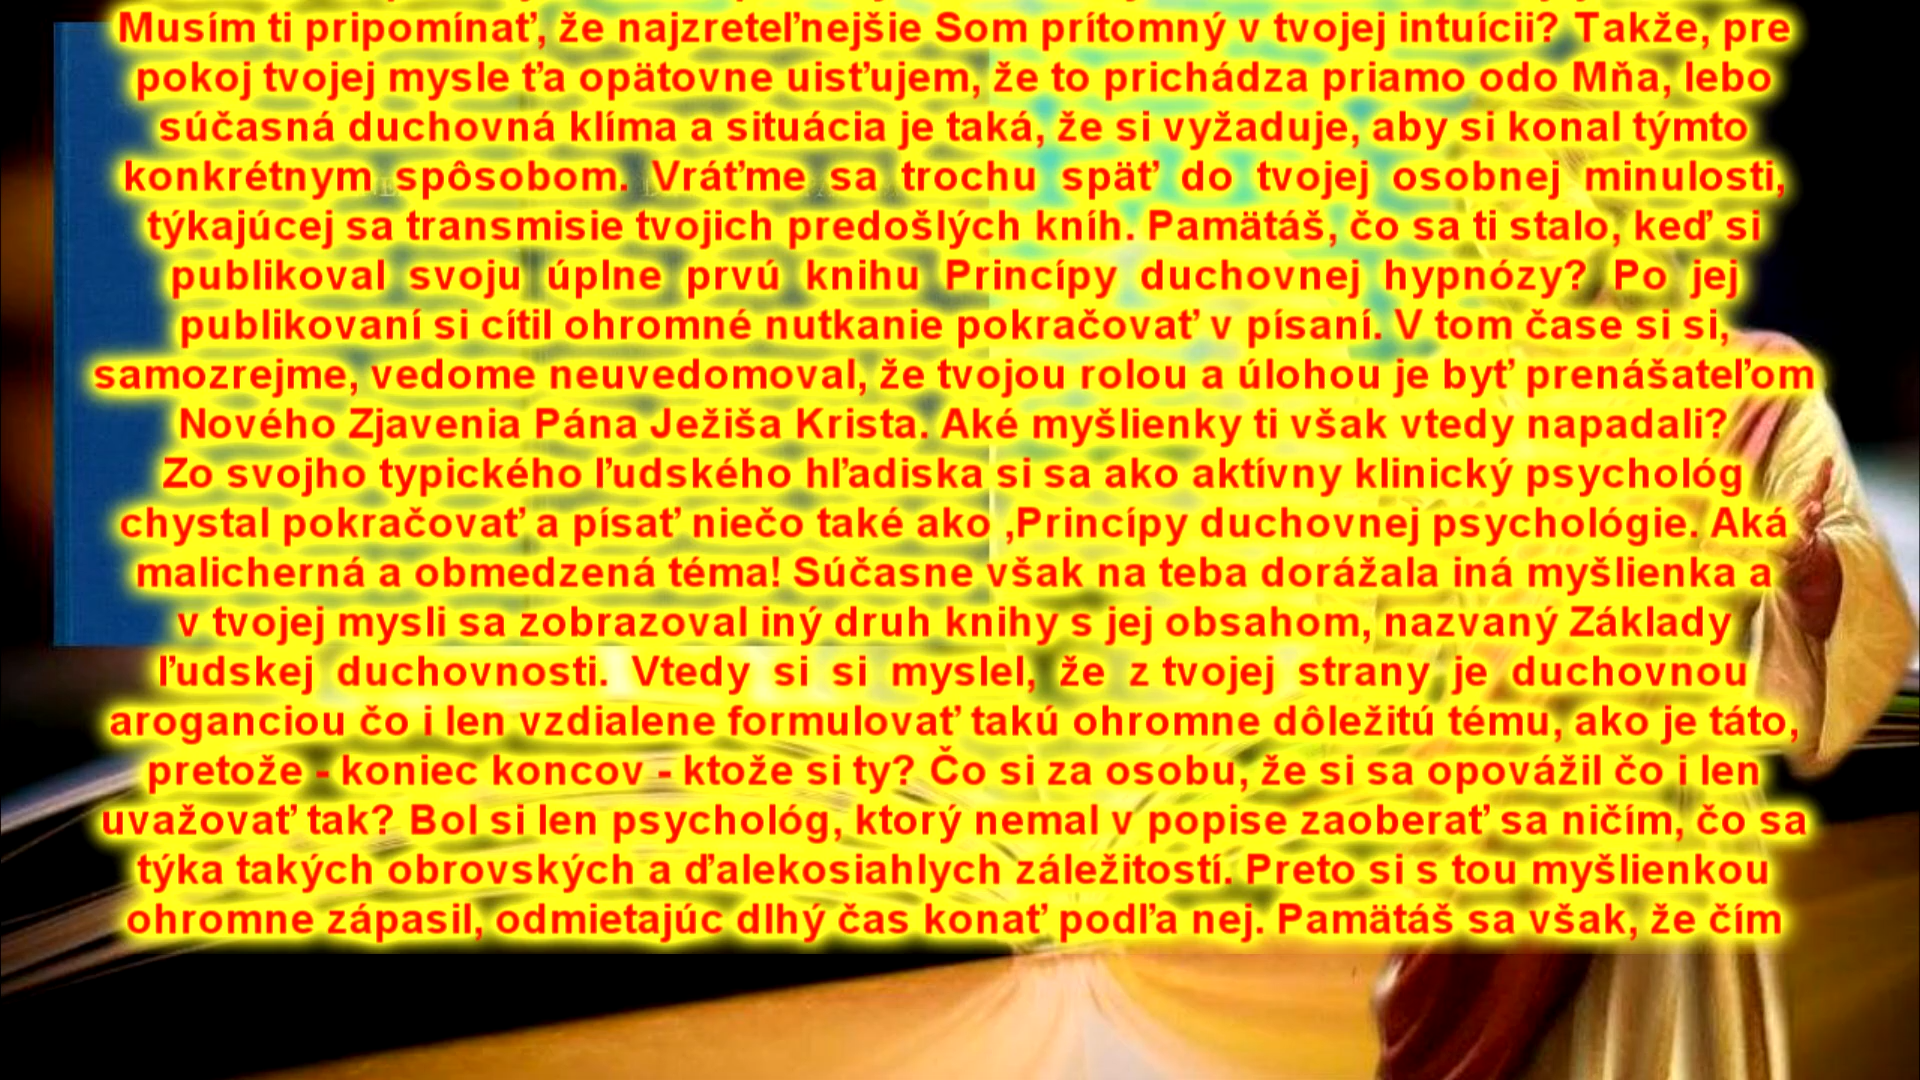 Musím ti pripomínať, že najzreteľnejšie Som prítomný v tvojej intuícii? Takže, pre
pokoj tvojej mysle ťa opätovne uisťujem, že to prichádza priamo odo Mňa, lebo
súčasná duchovná klíma a situácia je taká, že si vyžaduje, aby si konal týmto
konkrétnym spôsobom. Vráťme sa trochu späť do tvojej osobnej minulosti,
týkajúcej sa transmisie tvojich predošlých kníh. Pamätáš, čo sa ti stalo, keď si
publikoval svoju úplne prvú knihu Princípy duchovnej hypnózy? Po jej
publikovaní si cítil ohromné nutkanie pokračovať v písaní. V tom čase si si,
samozrejme, vedome neuvedomoval, že tvojou rolou a úlohou je byť prenášateľom
Nového Zjavenia Pána Ježiša Krista. Aké myšlienky ti však vtedy napadali?
Zo svojho typického ľudského hľadiska si sa ako aktívny klinický psychológ
chystal pokračovať a písať niečo také ako ‚Princípy duchovnej psychológie. Aká
malicherná a obmedzená téma! Súčasne však na teba dorážala iná myšlienka a
v tvojej mysli sa zobrazoval iný druh knihy s jej obsahom, nazvaný Základy
ľudskej duchovnosti. Vtedy si si myslel, že z tvojej strany je duchovnou
aroganciou čo i len vzdialene formulovať takú ohromne dôležitú tému, ako je táto,
pretože - koniec koncov - ktože si ty? Čo si za osobu, že si sa opovážil čo i len
uvažovať tak? Bol si len psychológ, ktorý nemal v popise zaoberať sa ničím, čo sa
týka takých obrovských a ďalekosiahlych záležitostí. Preto si s tou myšlienkou
ohromne zápasil, odmietajúc dlhý čas konať podľa nej. Pamätáš sa však, že čím